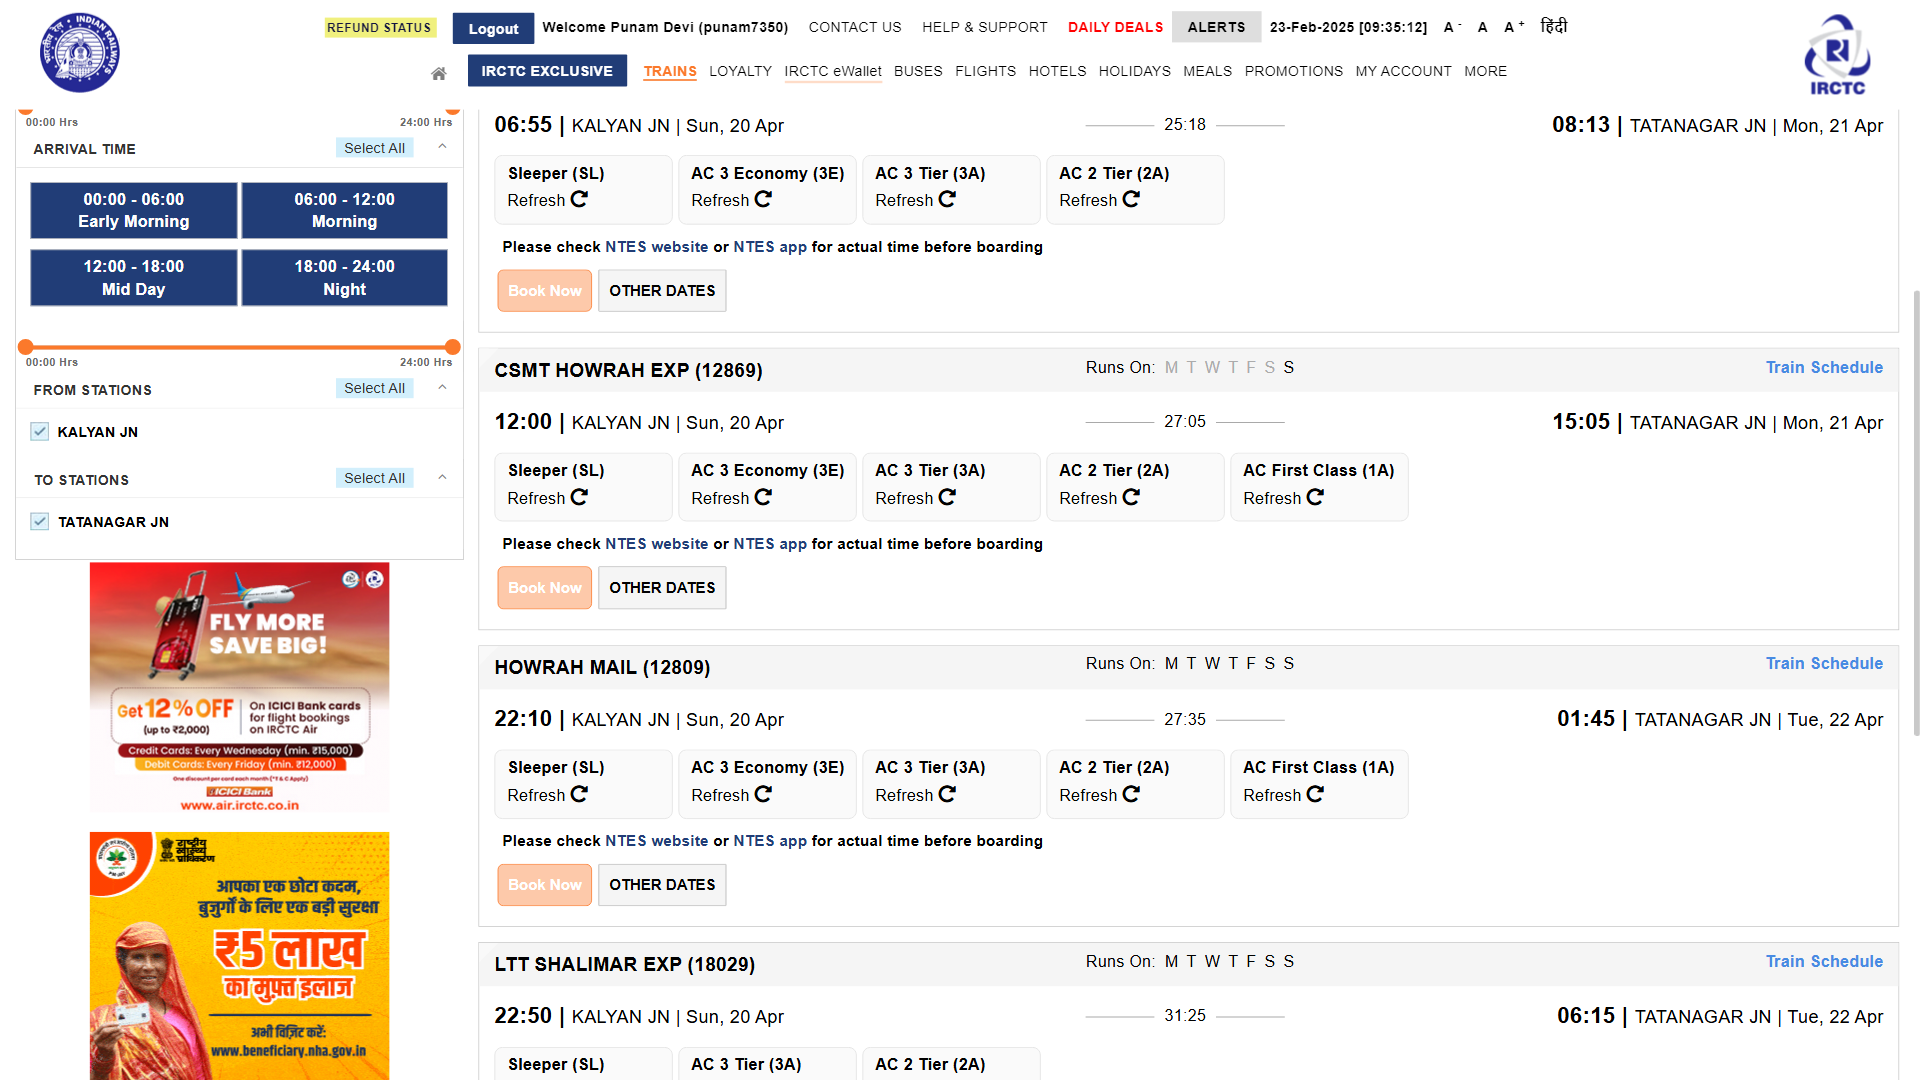 REFUND STATUS
Logout
Welcome Punam Devi (punam7350)
CONTACT US
HELP & SUPPORT
DAILY DEALS
ALERTS
23-Feb-2025 [09:35:12]
A -
A
A +
हिंदी
IRCTC EXCLUSIVE
TRAINS
LOYALTY
IRCTC eWallet
BUSES
FLIGHTS
HOTELS
HOLIDAYS
MEALS
PROMOTIONS
MY ACCOUNT
MORE
IRCTC
00:00 Hrs
24:00 Hrs
ARRIVAL TIME
Select All
00:00 - 06:00
Early Morning
06:00 - 12:00
Morning
12:00 - 18:00
Mid Day
18:00 - 24:00
Night
00:00 Hrs
24:00 Hrs
FROM STATIONS
Select All
KALYAN JN
TO STATIONS
Select All
TATANAGAR JN
FLY MORE
SAVE BIG!
Get 12% OFF
(up to ₹2,000)
On ICICI Bank cards
for flight bookings
on IRCTC Air
Credit Cards: Every Wednesday (min. ₹15,000)
Debit Cards: Every Friday (min. ₹12,000)
One discount per card each month (*T & C Apply)
ICICI Bank
www.air.irctc.co.in
राष्ट्रीय
स्वास्थ्य
प्राधिकरण
आपका एक छोटा कदम,
बुजुर्गों के लिए एक बड़ी सुरक्षा
₹5 लाख
का मुफ़्त इलाज
अभी विज़िट करें:
www.beneficiary.nha.gov.in
06:55 | KALYAN JN | Sun, 20 Apr
25:18
08:13 | TATANAGAR JN | Mon, 21 Apr
Sleeper (SL)
Refresh
AC 3 Economy (3E)
Refresh
AC 3 Tier (3A)
Refresh
AC 2 Tier (2A)
Refresh
Please check NTES website or NTES app for actual time before boarding
Book Now
OTHER DATES
CSMT HOWRAH EXP (12869)
Runs On: M T W T F S S
Train Schedule
12:00 | KALYAN JN | Sun, 20 Apr
27:05
15:05 | TATANAGAR JN | Mon, 21 Apr
Sleeper (SL)
Refresh
AC 3 Economy (3E)
Refresh
AC 3 Tier (3A)
Refresh
AC 2 Tier (2A)
Refresh
AC First Class (1A)
Refresh
Please check NTES website or NTES app for actual time before boarding
Book Now
OTHER DATES
HOWRAH MAIL (12809)
Runs On: M T W T F S S
Train Schedule
22:10 | KALYAN JN | Sun, 20 Apr
27:35
01:45 | TATANAGAR JN | Tue, 22 Apr
Sleeper (SL)
Refresh
AC 3 Economy (3E)
Refresh
AC 3 Tier (3A)
Refresh
AC 2 Tier (2A)
Refresh
AC First Class (1A)
Refresh
Please check NTES website or NTES app for actual time before boarding
Book Now
OTHER DATES
LTT SHALIMAR EXP (18029)
Runs On: M T W T F S S
Train Schedule
22:50 | KALYAN JN | Sun, 20 Apr
31:25
06:15 | TATANAGAR JN | Tue, 22 Apr
Sleeper (SL)
AC 3 Tier (3A)
AC 2 Tier (2A)